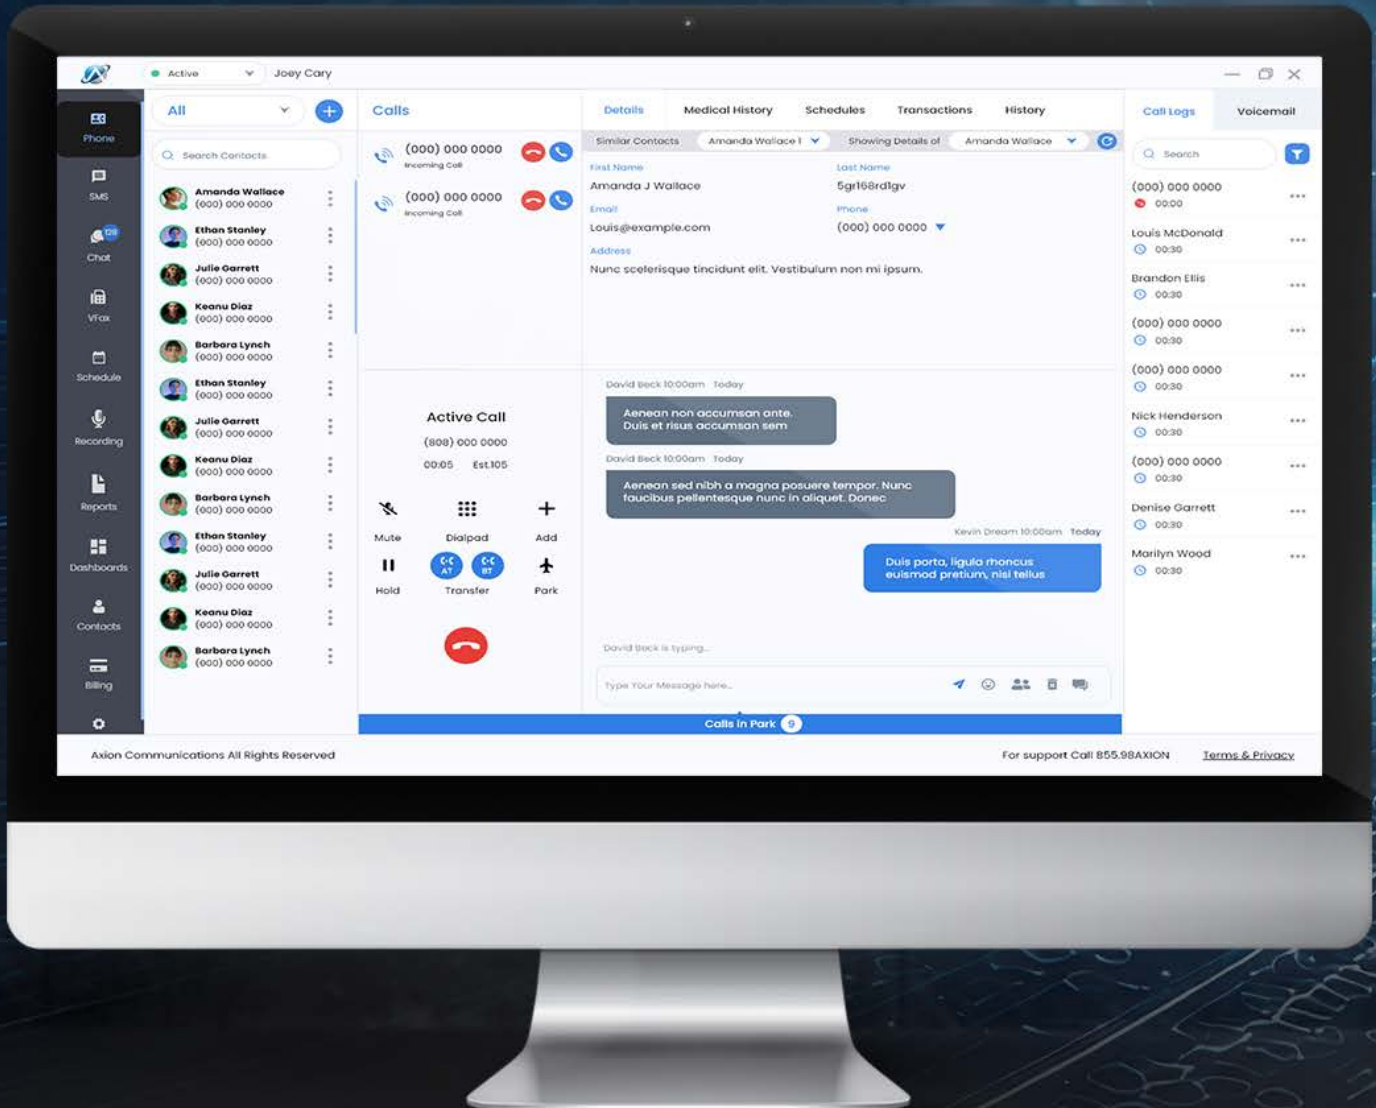 Active
Joey Cary
Phone
SMS
128
Chat
VFax
Schedule
Recording
Reports
Dashboards
Contacts
Billing
All
Search Contacts
Amanda Wallace
(000) 000 0000
Ethan Stanley
(000) 000 0000
Julie Garrett
(000) 000 0000
Keanu Diaz
(000) 000 0000
Barbara Lynch
(000) 000 0000
Ethan Stanley
(000) 000 0000
Julie Garrett
(000) 000 0000
Keanu Diaz
(000) 000 0000
Barbara Lynch
(000) 000 0000
Ethan Stanley
(000) 000 0000
Julie Garrett
(000) 000 0000
Keanu Diaz
(000) 000 0000
Barbara Lynch
(000) 000 0000
Calls
(000) 000 0000
Incoming Call
(000) 000 0000
Incoming Call
Active Call
(808) 000 0000
00:05 Est.105
Mute Dialpad Add
C-C AT C-C BT
Hold Transfer Park
Details Medical History Schedules Transactions History
Similar Contacts Amanda Wallace 1 Showing Details of Amanda Wallace
First Name Last Name
Amanda J Wallace 5gr168rd1gv
Email Phone
Louis@example.com (000) 000 0000
Address
Nunc scelerisque tincidunt elit. Vestibulum non mi ipsum.
David Beck 10:00am Today
Aenean non accumsan ante.
Duis et risus accumsan sem
David Beck 10:00am Today
Aenean sed nibh a magna posuere tempor. Nunc
faucibus pellentesque nunc in aliquet. Donec
Kevin Dream 10:00am Today
Duis porta, ligula rhoncus
euismod pretium, nisi tellus
David Beck is typing...
Type Your Message here...
Calls in Park 9
Call Logs Voicemail
Search
(000) 000 0000
00:00
Louis McDonald
00:30
Brandon Ellis
00:30
(000) 000 0000
00:30
(000) 000 0000
00:30
Nick Henderson
00:30
(000) 000 0000
00:30
Denise Garrett
00:30
Marilyn Wood
00:30
Axion Communications All Rights Reserved
For support Call 855.98AXION Terms & Privacy